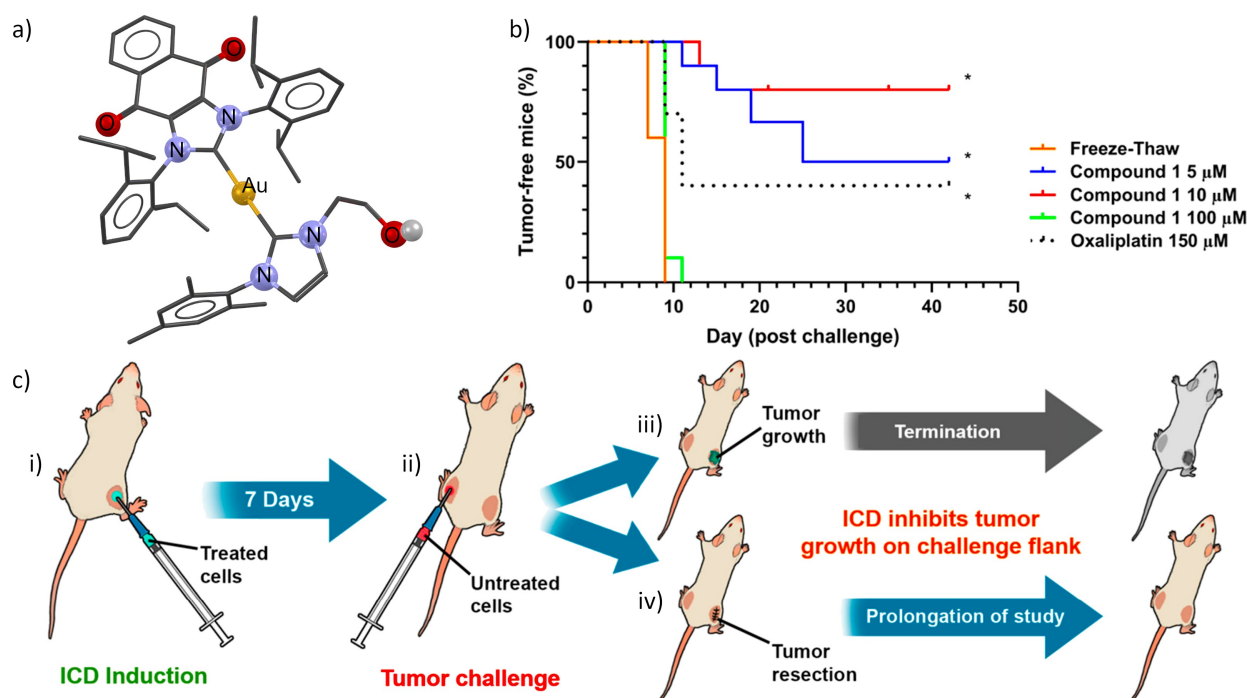 a)
O
O
N
N
Au
N
O
N
b)
Tumor-free mice (%)
100
50
0
*
*
*
0
10
20
30
40
50
Day (post challenge)
Freeze-Thaw
Compound 1 5 µM
Compound 1 10 µM
Compound 1 100 µM
Oxaliplatin 150 µM
c)
i)
Treated
cells
ICD Induction
7 Days
ii)
Untreated
cells
Tumor challenge
iii)
Tumor
growth
Termination
ICD inhibits tumor
growth on challenge flank
iv)
Tumor
resection
Prolongation of study